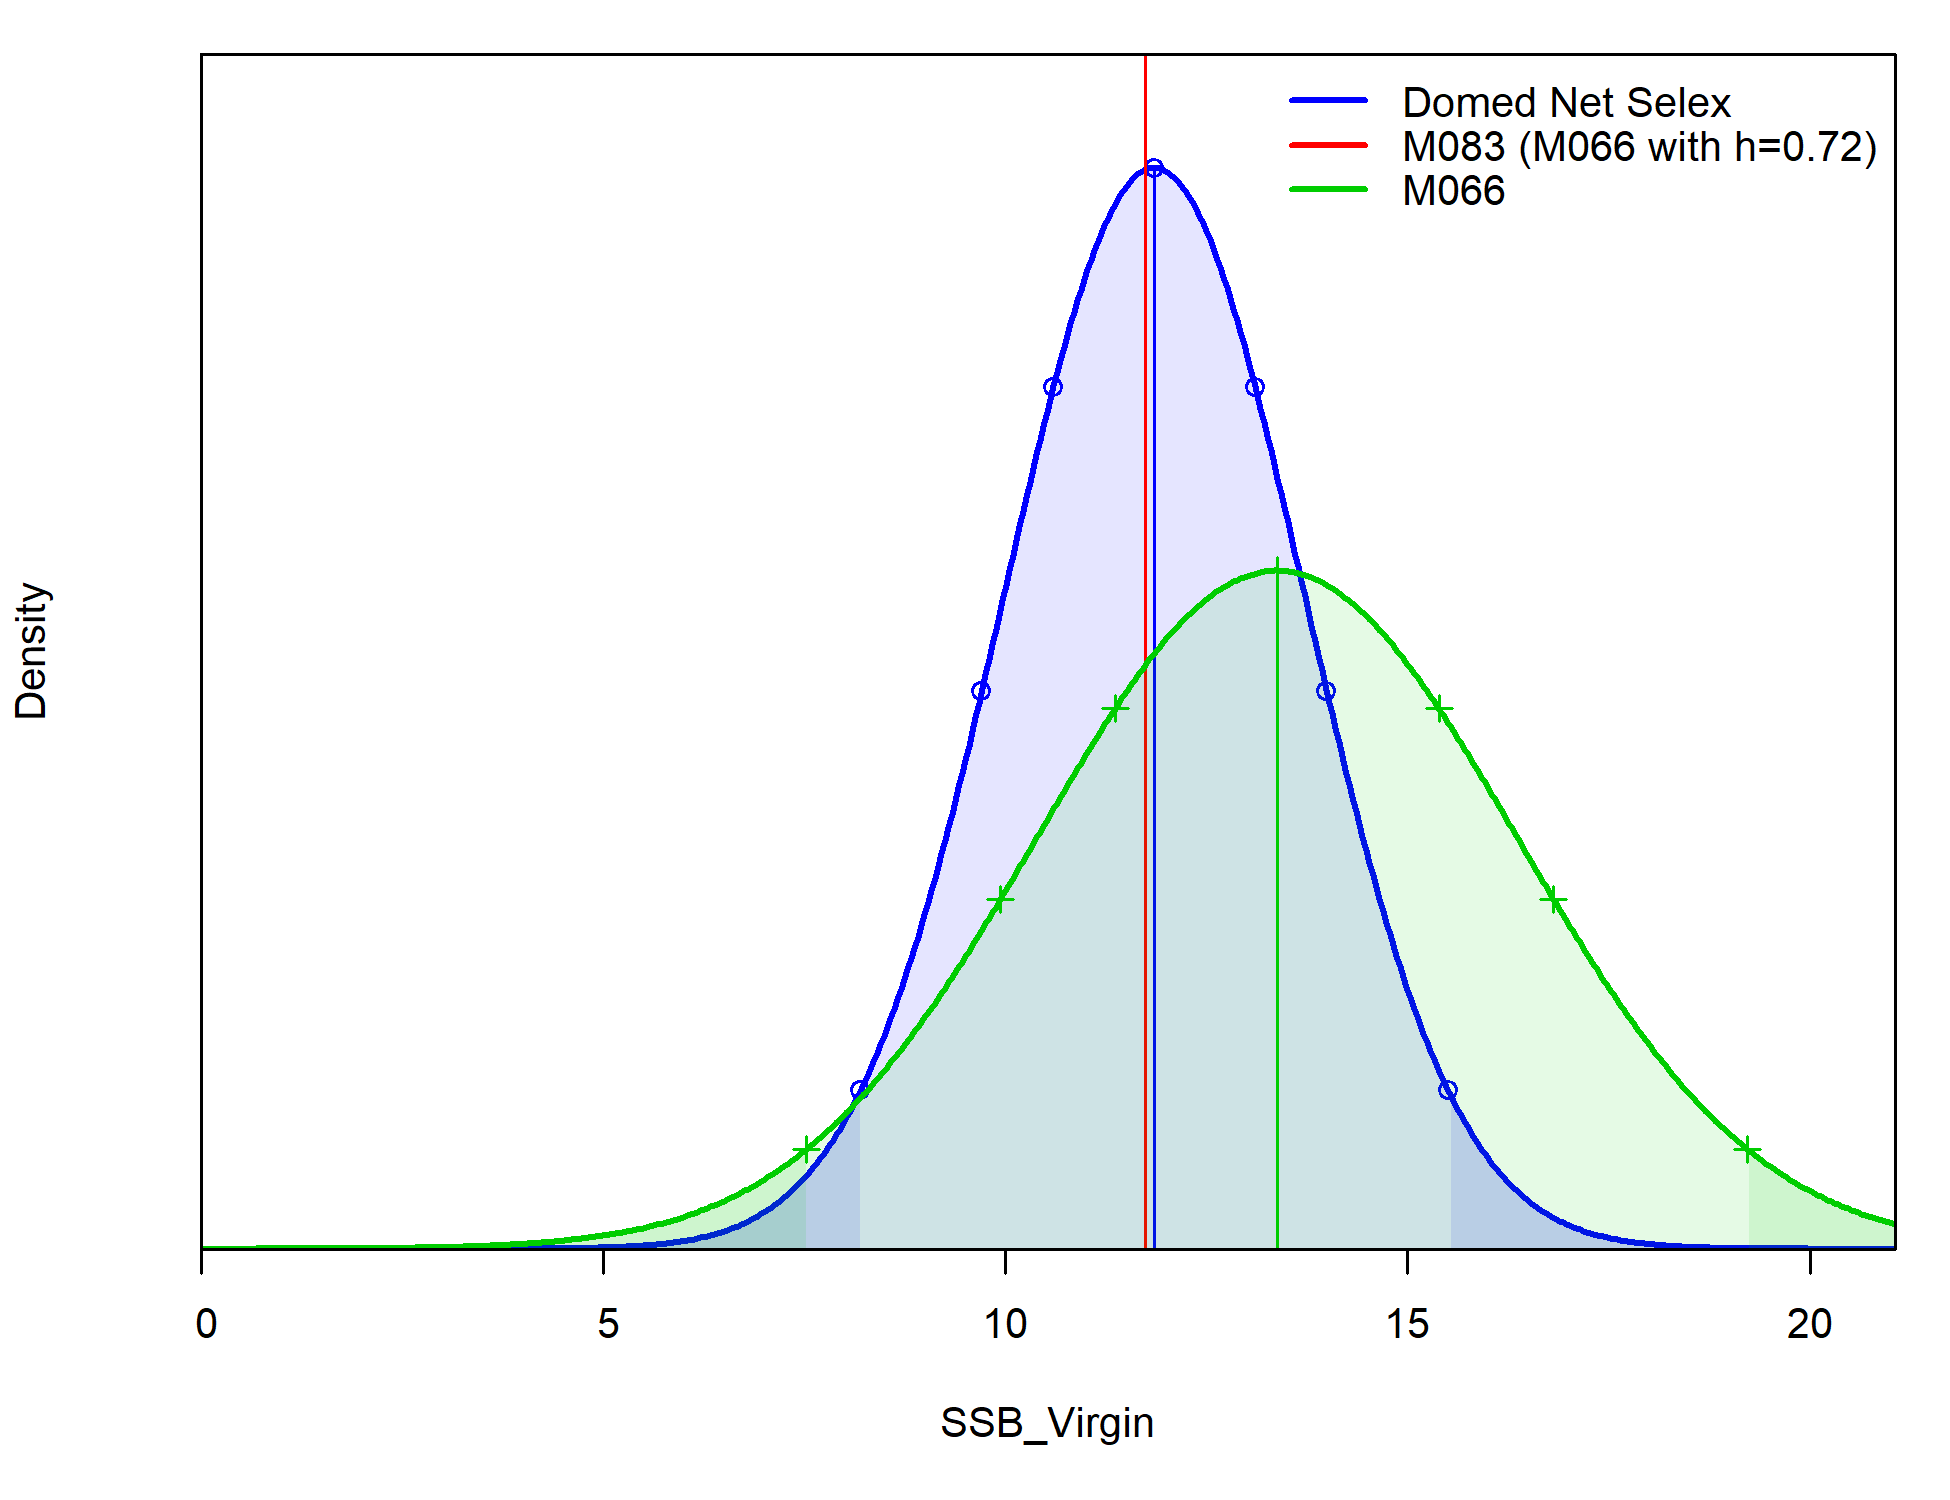 Domed Net Selex
M083 (M066 with h=0.72)
M066
Density
0 5 10 15 20
SSB_Virgin